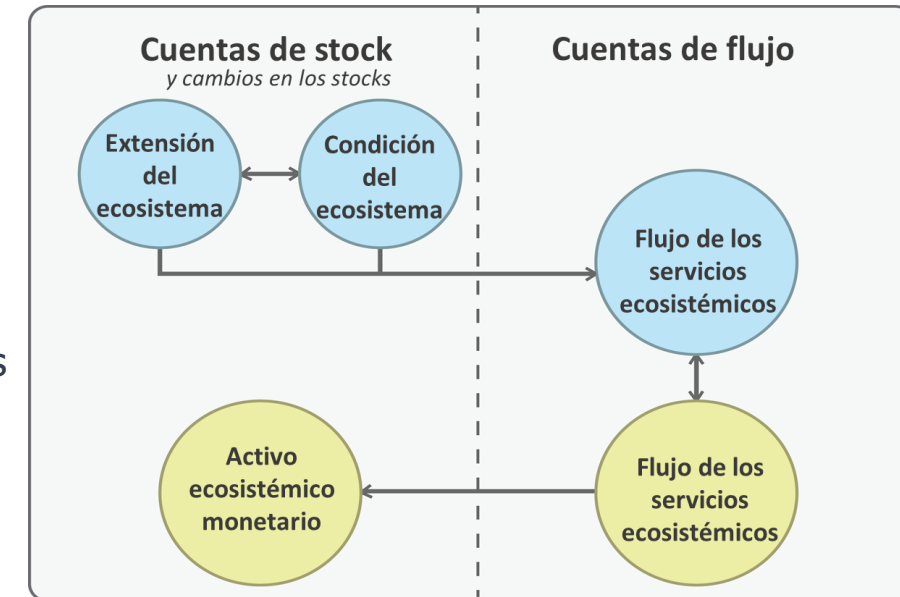 Cuentas de stock
y cambios en los stocks
Cuentas de flujo
Extensión
del
ecosistema
Condición
del
ecosistema
Flujo de los
servicios
ecosistémicos
s
Activo
ecosistémico
monetario
Flujo de los
servicios
ecosistémicos